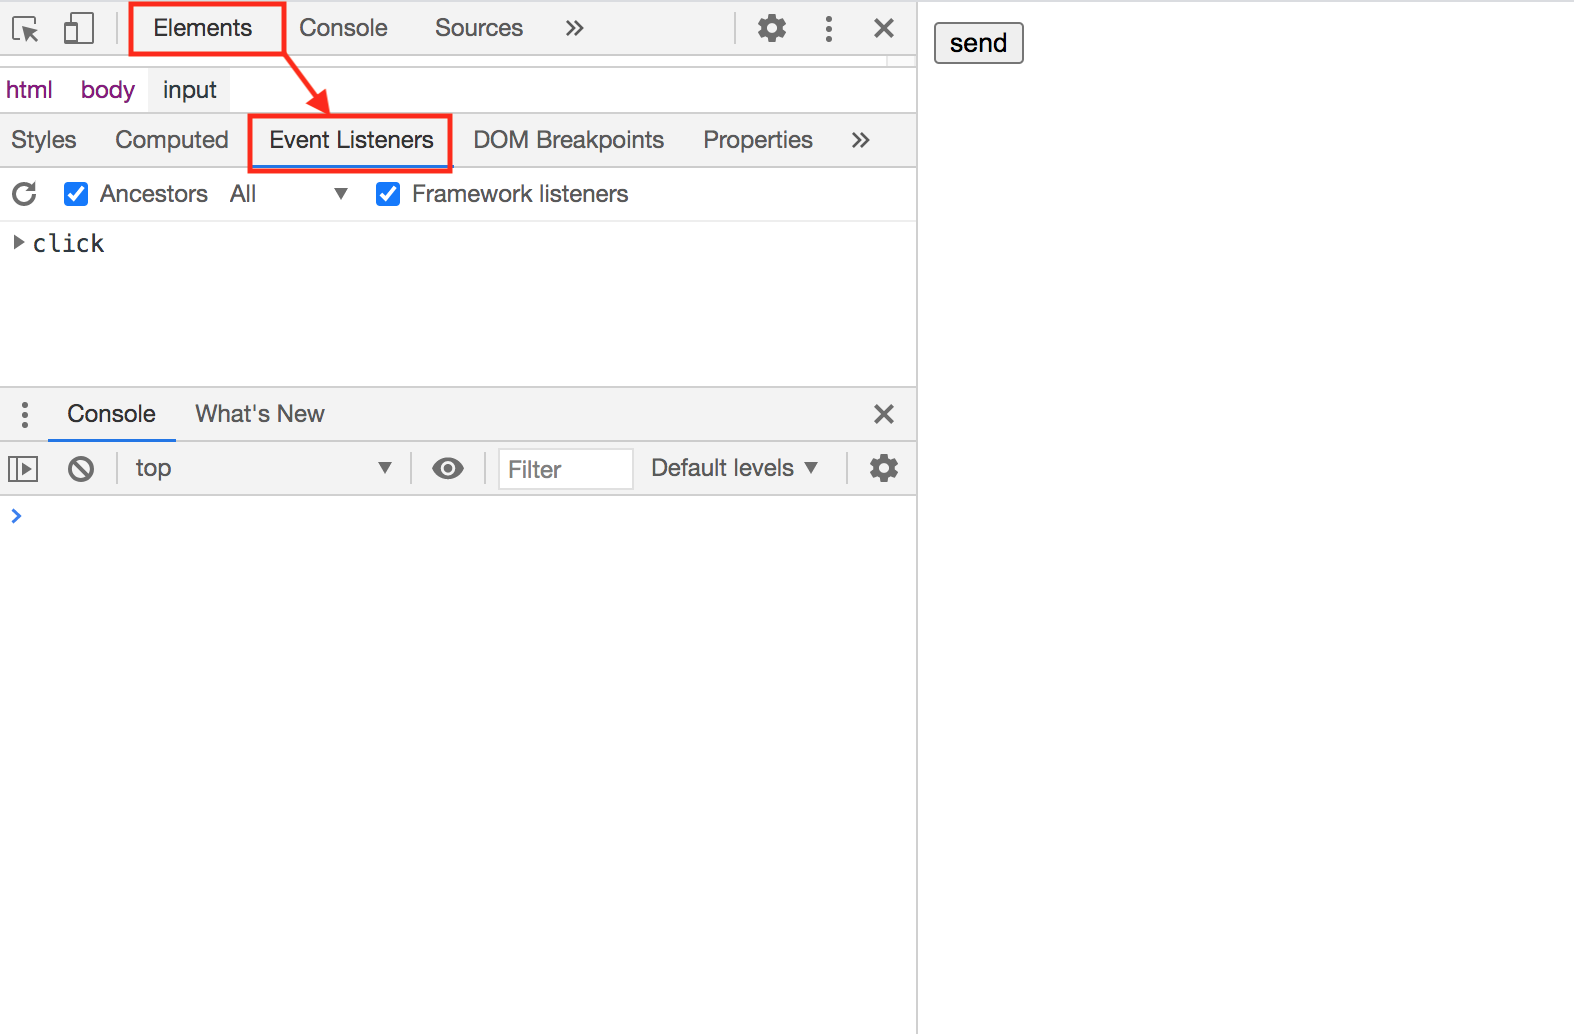 Elements Console Sources
html body input
Styles Computed Event Listeners DOM Breakpoints Properties
Ancestors All Framework listeners
click
Console What's New
top Filter Default levels
send